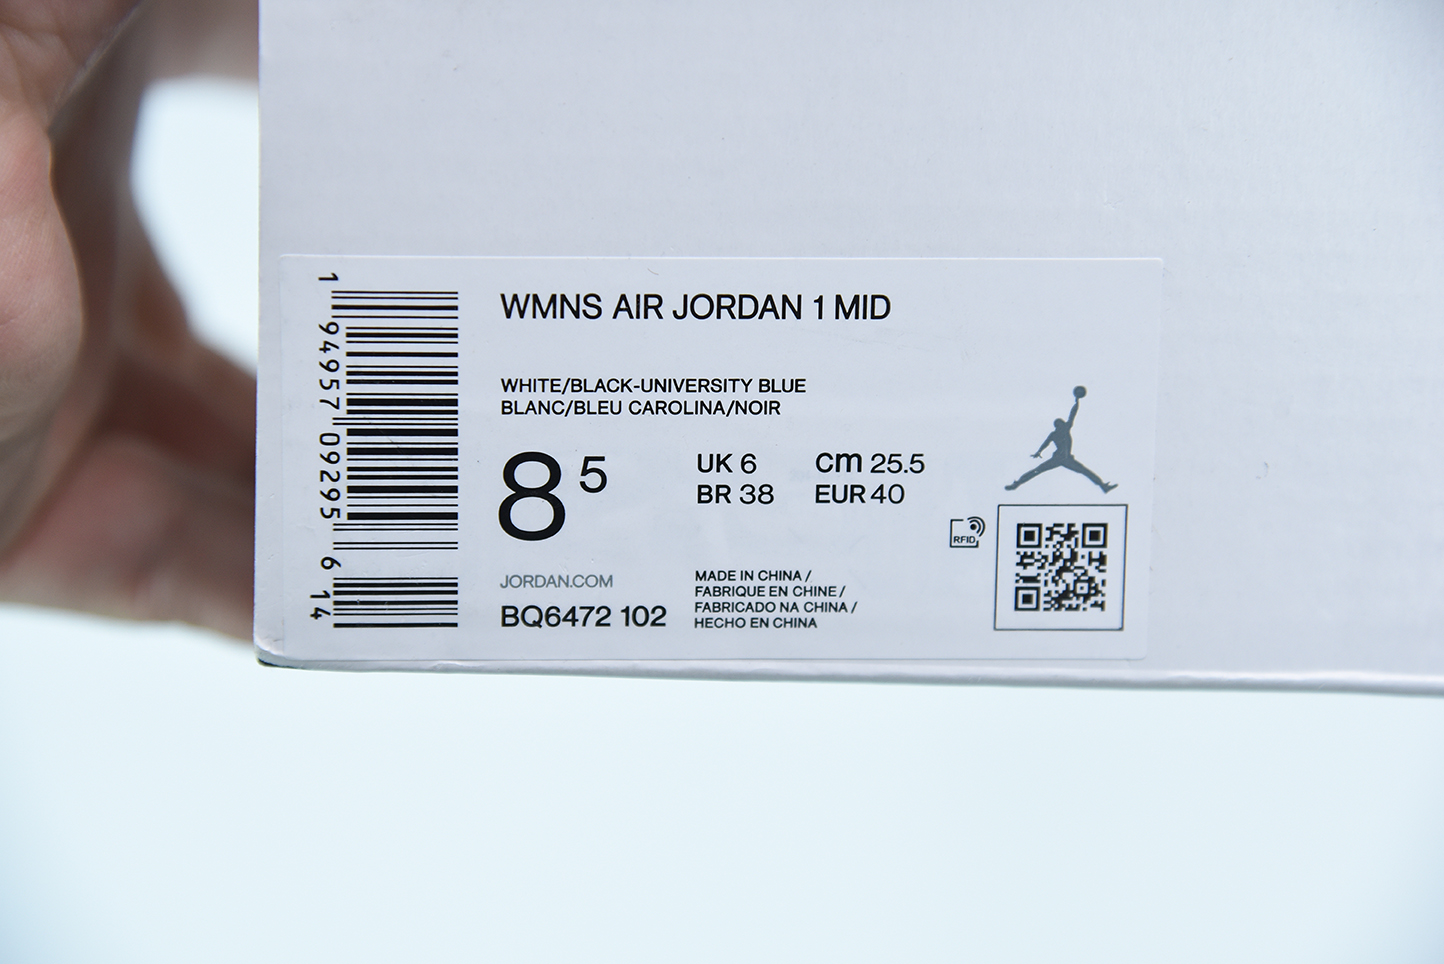 WMNS AIR JORDAN 1 MID
WHITE/BLACK-UNIVERSITY BLUE
BLANC/BLEU CAROLINA/NOIR
8 5
UK 6 cm 25.5
BR 38 EUR 40
RFID
JORDAN.COM
BQ6472 102
MADE IN CHINA /
FABRIQUE EN CHINE /
FABRICADO NA CHINA /
HECHO EN CHINA
1 94957 09295 6 14